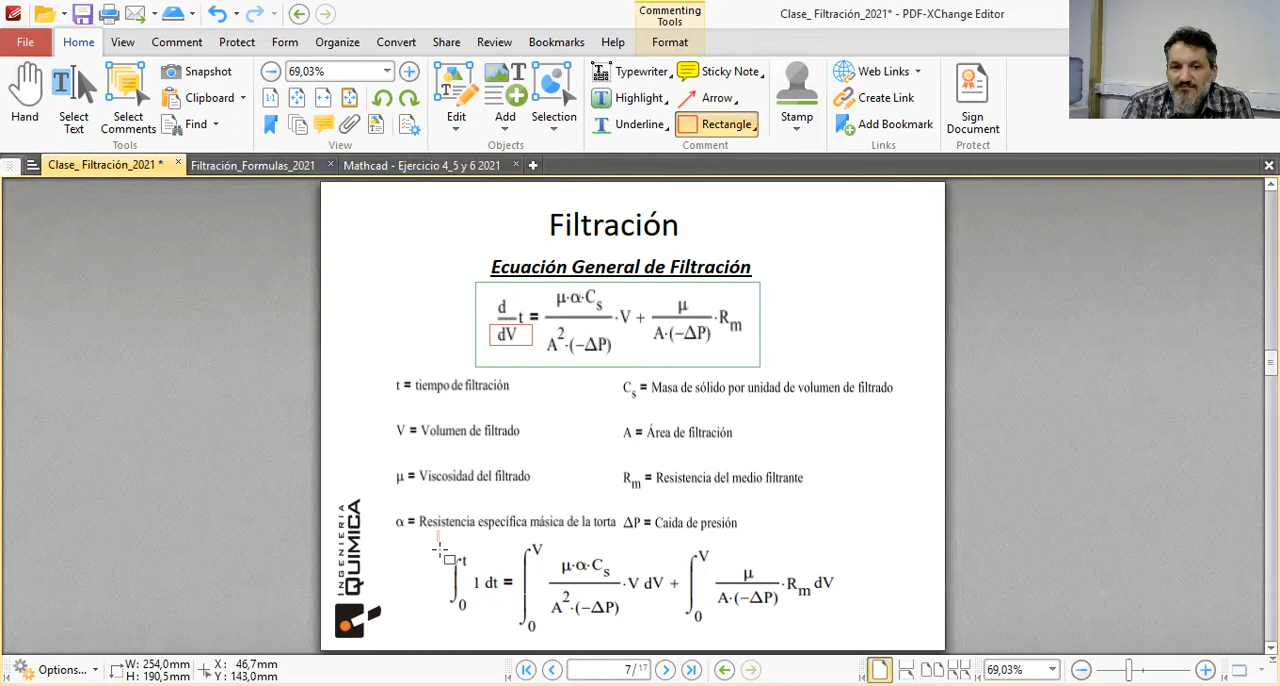 Commenting
Tools
Clase_ Filtración_2021* - PDF-XChange Editor
File
Home
View
Comment
Protect
Form
Organize
Convert
Share
Review
Bookmarks
Help
Format
Hand
Select
Text
Select
Comments
Snapshot
Clipboard
Find
Tools
69,03%
View
Edit
Add
Selection
Objects
Typewriter
Highlight
Underline
Sticky Note
Arrow
Rectangle
Stamp
Comment
Web Links
Create Link
Add Bookmark
Links
Sign
Document
Protect
Clase_ Filtración_2021 *
Filtración_Formulas_2021
Mathcad - Ejercicio 4_5 y 6 2021
Filtración
Ecuación General de Filtración
d/dV t = μ·α·Cs / A²·(−ΔP) ·V + μ / A·(−ΔP) ·Rm
t = tiempo de filtración
Cs = Masa de sólido por unidad de volumen de filtrado
V = Volumen de filtrado
A = Área de filtración
μ = Viscosidad del filtrado
Rm = Resistencia del medio filtrante
α = Resistencia específica másica de la torta
ΔP = Caida de presión
∫₀ᵗ 1 dt = ∫₀ⱽ μ·α·Cs / A²·(−ΔP) ·V dV + ∫₀ⱽ μ / A·(−ΔP) ·Rm dV
INGENIERIA
QUIMICA
Options...
W: 254,0mm
H: 190,5mm
X: 46,7mm
Y: 143,0mm
7/17
69,03%